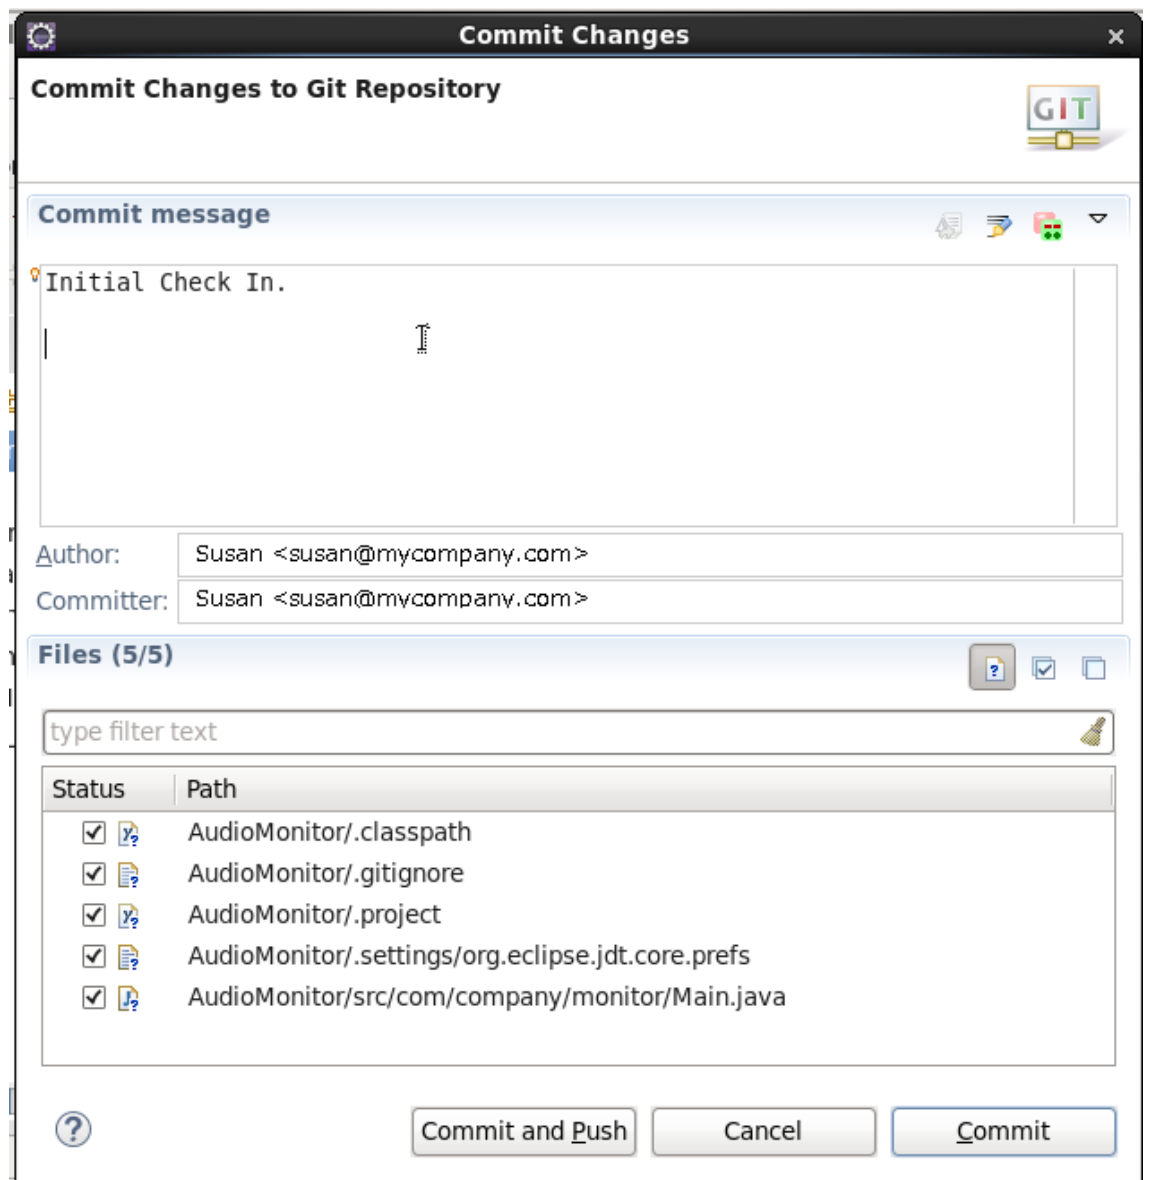 Commit Changes
Commit Changes to Git Repository
GIT
Commit message
Initial Check In.
Author: Susan <susan@mycompany.com>
Committer: Susan <susan@mycompany.com>
Files (5/5)
type filter text
Status Path
AudioMonitor/.classpath
AudioMonitor/.gitignore
AudioMonitor/.project
AudioMonitor/.settings/org.eclipse.jdt.core.prefs
AudioMonitor/src/com/company/monitor/Main.java
Commit and Push Cancel Commit